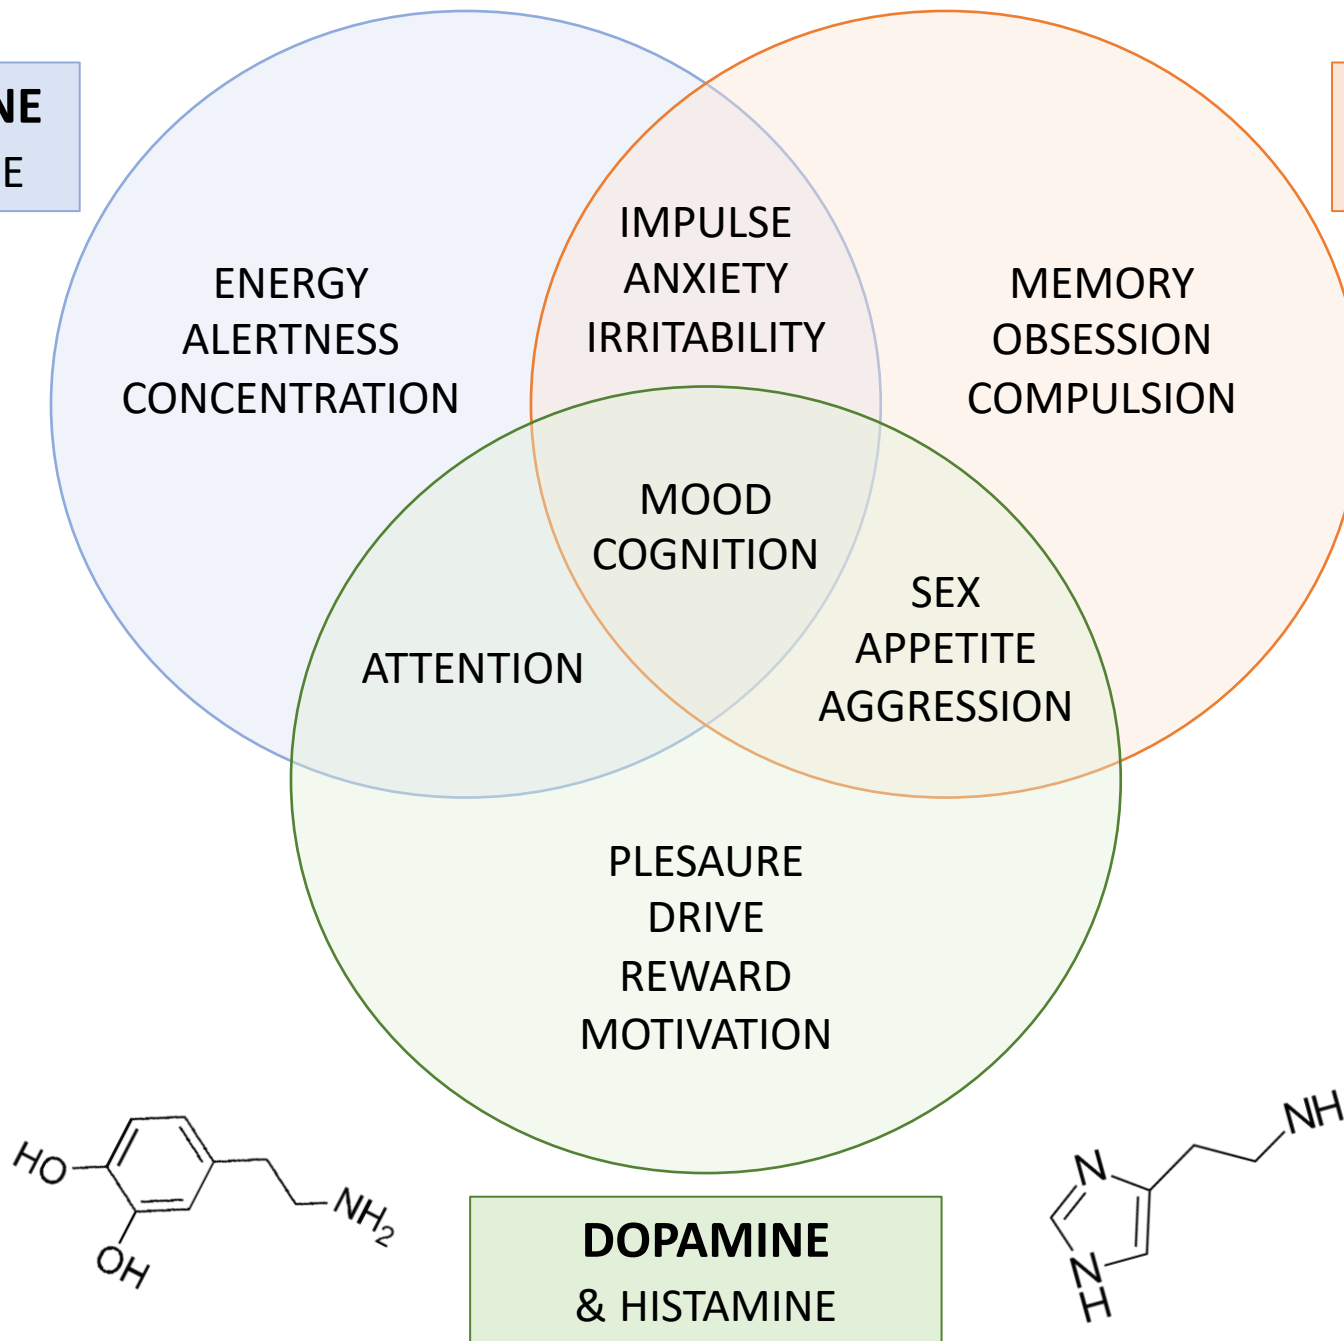 NE
E
IMPULSE
ANXIETY
IRRITABILITY
ENERGY
ALERTNESS
CONCENTRATION
MEMORY
OBSESSION
COMPULSION
MOOD
COGNITION
ATTENTION
SEX
APPETITE
AGGRESSION
PLESAURE
DRIVE
REWARD
MOTIVATION
HO
OH
NH2
N
N
H
NH
DOPAMINE
& HISTAMINE